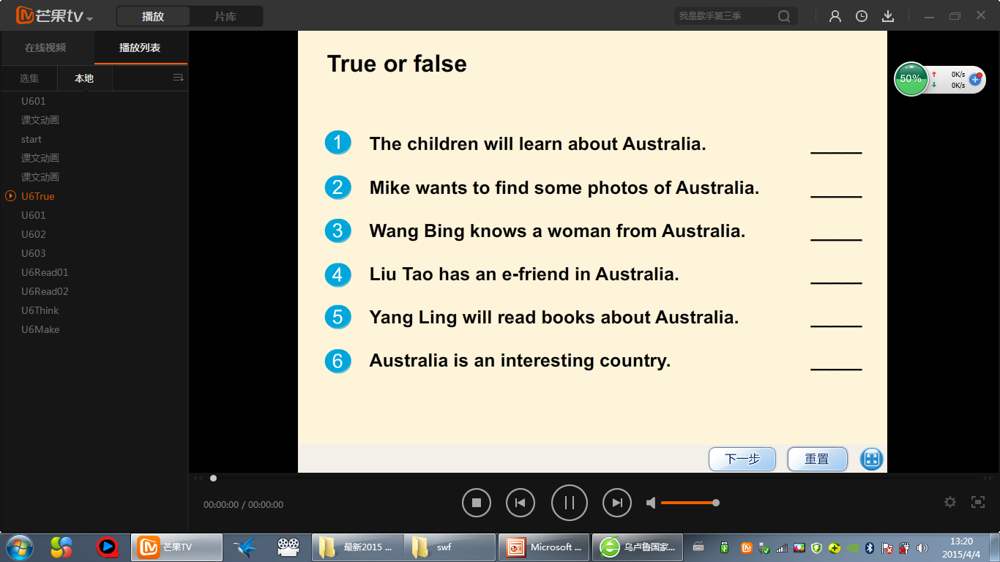 芒果tv
播放
片库
我是歌手第三季
在线视频
播放列表
选集
本地
U601
课文动画
start
课文动画
课文动画
U6True
U601
U602
U603
U6Read01
U6Read02
U6Think
U6Make
True or false
1 The children will learn about Australia. _____
2 Mike wants to find some photos of Australia. _____
3 Wang Bing knows a woman from Australia. _____
4 Liu Tao has an e-friend in Australia. _____
5 Yang Ling will read books about Australia. _____
6 Australia is an interesting country. _____
50%
0K/s
0K/s
下一步
重置
00:00:00 / 00:00:00
芒果TV
最新2015 ...
swf
Microsoft ...
乌卢鲁国家...
13:20
2015/4/4